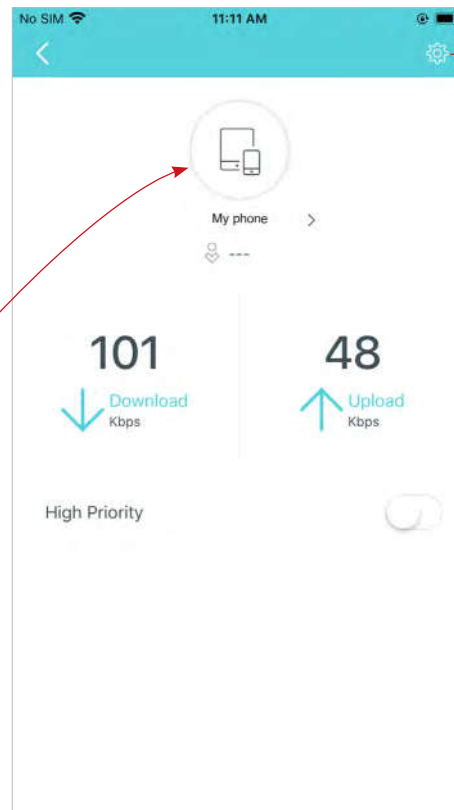 No SIM 11:11 AM
My phone >
---
101 48
Download Upload
Kbps Kbps
High Priority